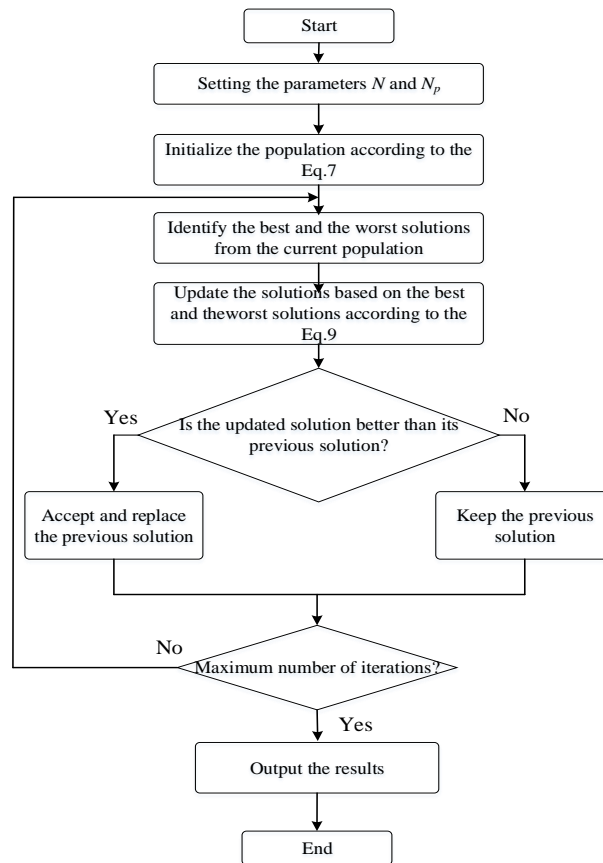 Start
Setting the parameters N and Np
Initialize the population according to the
Eq.7
Identify the best and the worst solutions
from the current population
Update the solutions based on the best
and theworst solutions according to the
Eq.9
Yes
No
Is the updated solution better than its
previous solution?
Accept and replace
the previous solution
Keep the previous
solution
No
Maximum number of iterations?
Yes
Output the results
End